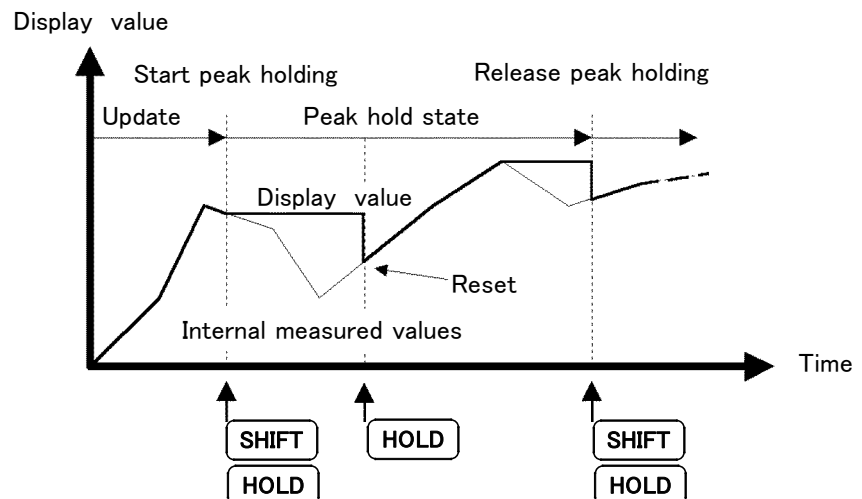 Display value
Start peak holding
Release peak holding
Update
Peak hold state
Display value
Reset
Internal measured values
Time
SHIFT
HOLD
HOLD
SHIFT
HOLD